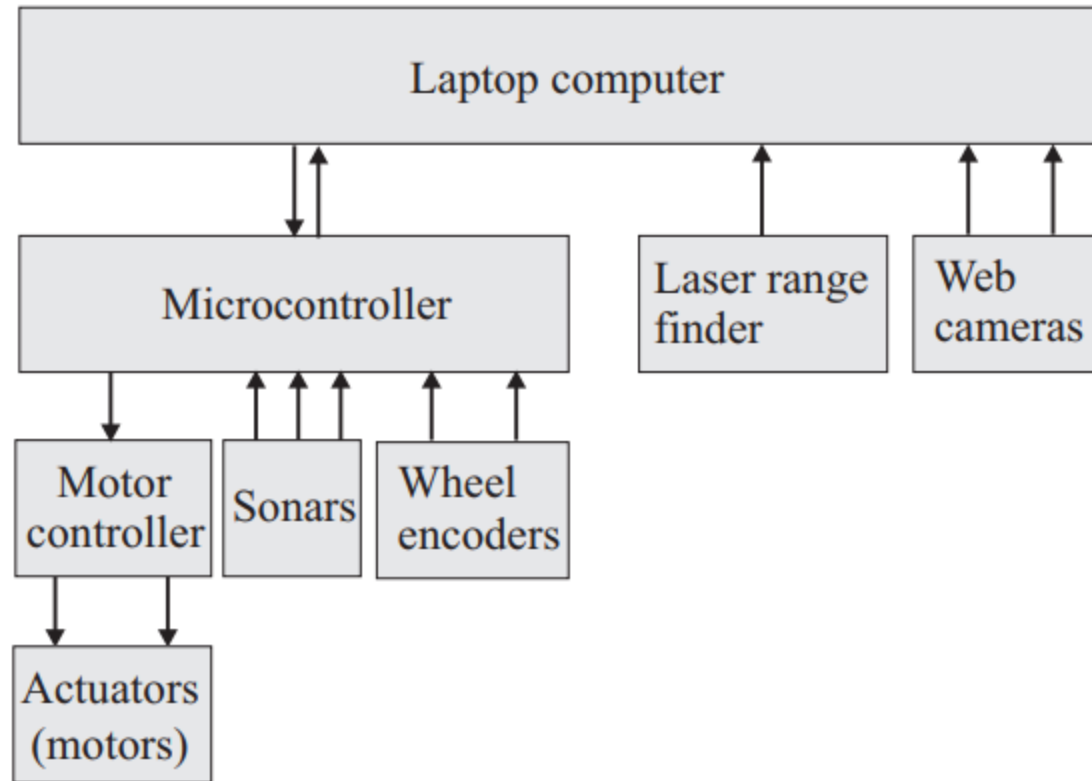 Laptop computer
Microcontroller
Laser range
finder
Web
cameras
Motor
controller
Sonars
Wheel
encoders
Actuators
(motors)